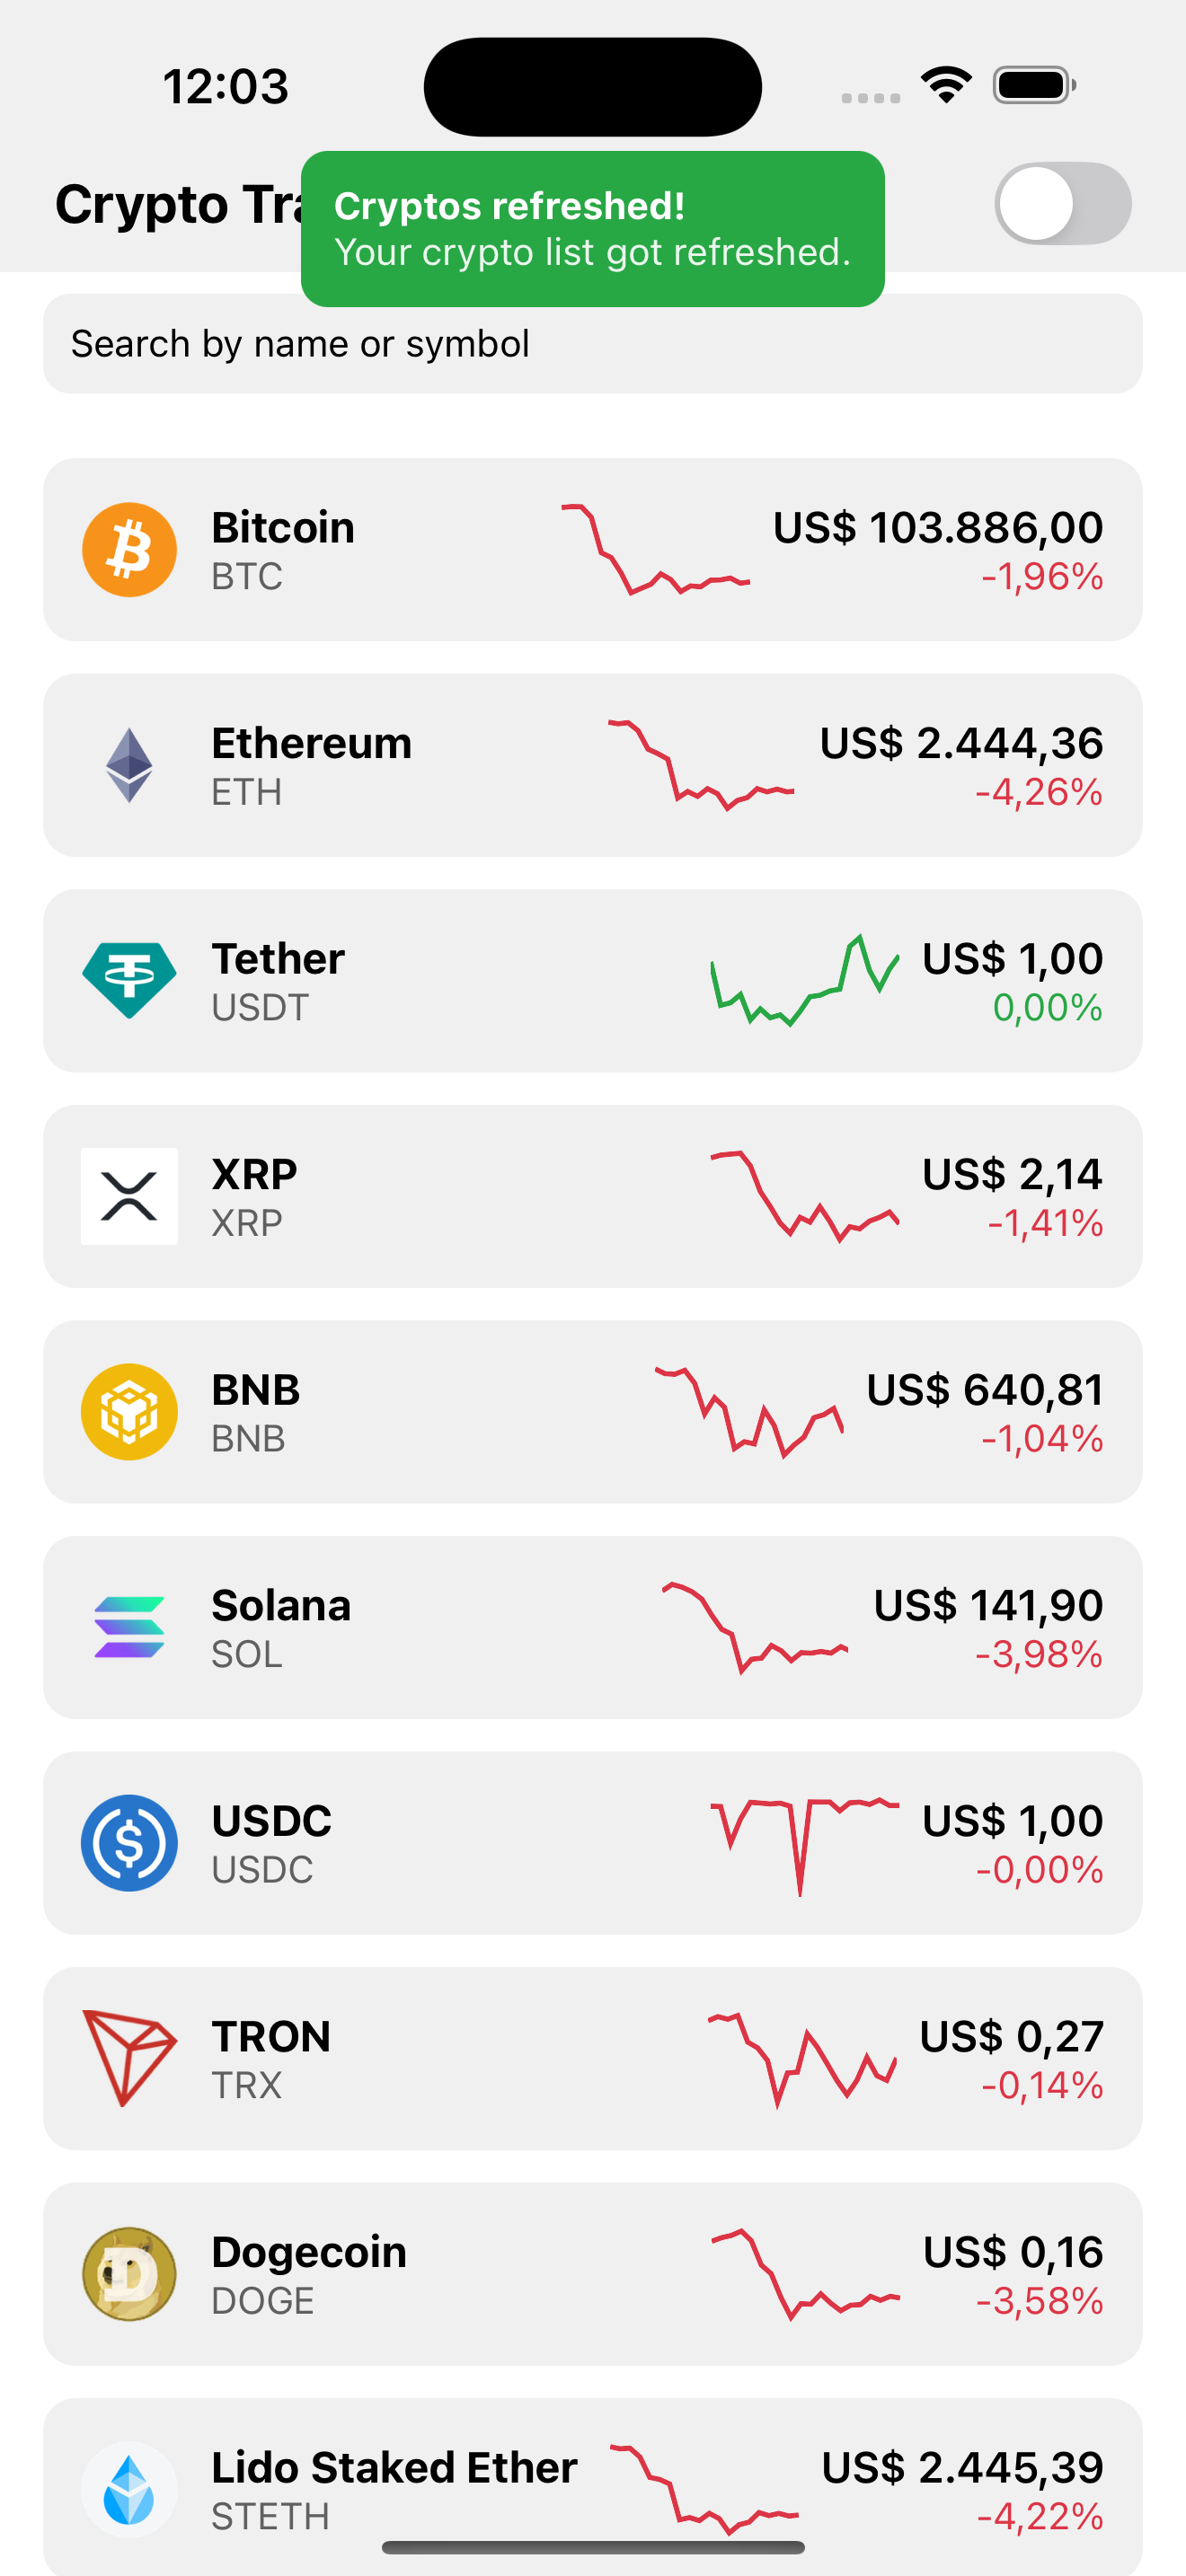 12:03
Crypto Tra
Cryptos refreshed!
Your crypto list got refreshed.
Search by name or symbol
Bitcoin
BTC
US$ 103.886,00
-1,96%
Ethereum
ETH
US$ 2.444,36
-4,26%
Tether
USDT
US$ 1,00
0,00%
XRP
XRP
US$ 2,14
-1,41%
BNB
BNB
US$ 640,81
-1,04%
Solana
SOL
US$ 141,90
-3,98%
USDC
USDC
US$ 1,00
-0,00%
TRON
TRX
US$ 0,27
-0,14%
Dogecoin
DOGE
US$ 0,16
-3,58%
Lido Staked Ether
STETH
US$ 2.445,39
-4,22%